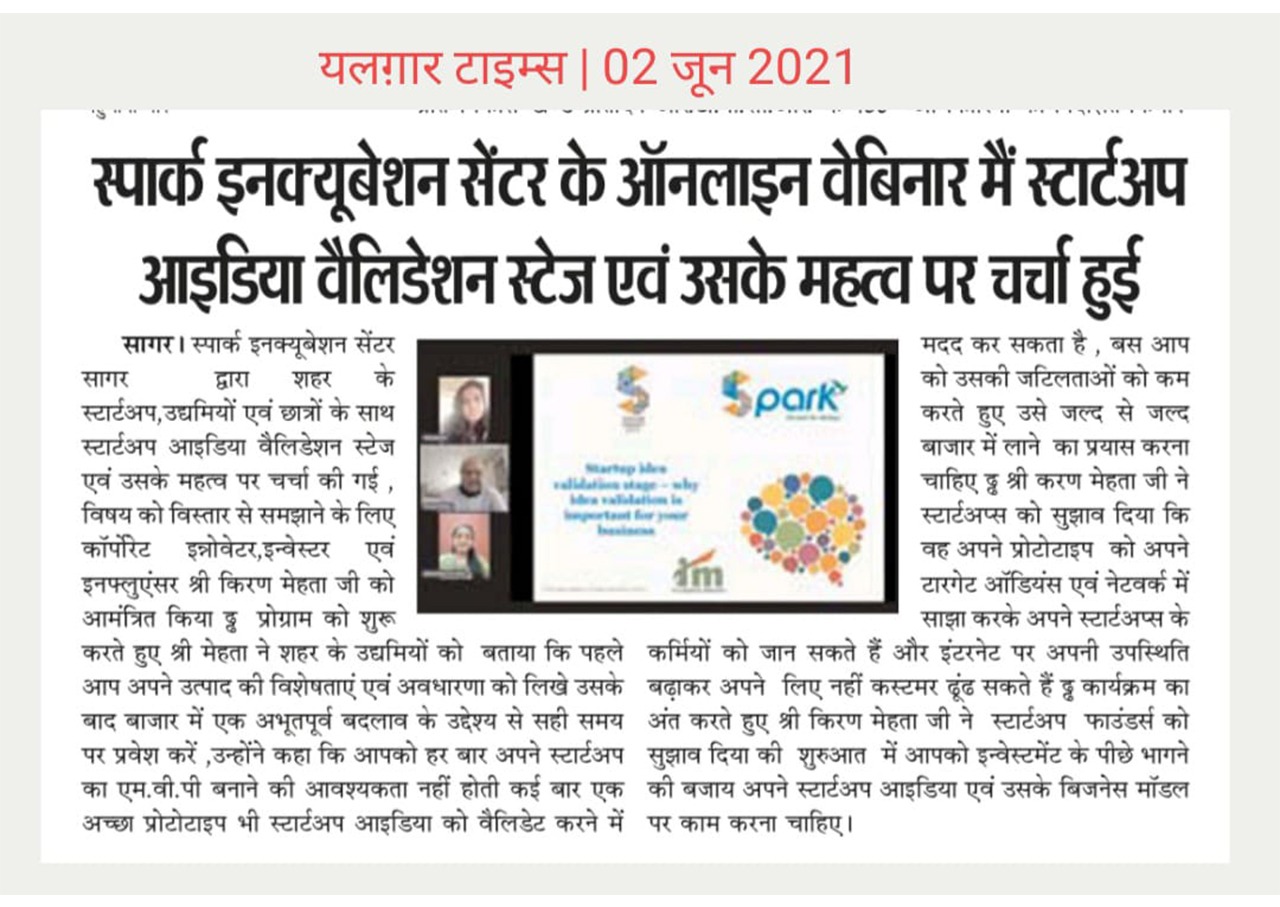 यलग़ार टाइम्स | 02 जून 2021
स्पार्क इनक्यूबेशन सेंटर के ऑनलाइन वेबिनार मैं स्टार्टअप
आइडिया वैलिडेशन स्टेज एवं उसके महत्व पर चर्चा हुई
सागर। स्पार्क इनक्यूबेशन सेंटर
सागर द्वारा शहर के
स्टार्टअप,उद्यमियों एवं छात्रों के साथ
स्टार्टअप आइडिया वैलिडेशन स्टेज
एवं उसके महत्व पर चर्चा की गई ,
विषय को विस्तार से समझाने के लिए
कॉर्पोरेट इन्नोवेटर,इन्वेस्टर एवं
इनफ्लुएंसर श्री किरण मेहता जी को
आमंत्रित किया ढ्ढ प्रोग्राम को शुरू
करते हुए श्री मेहता ने शहर के उद्यमियों को बताया कि पहले
आप अपने उत्पाद की विशेषताएं एवं अवधारणा को लिखे उसके
बाद बाजार में एक अभूतपूर्व बदलाव के उद्देश्य से सही समय
पर प्रवेश करें ,उन्होंने कहा कि आपको हर बार अपने स्टार्टअप
का एम.वी.पी बनाने की आवश्यकता नहीं होती कई बार एक
अच्छा प्रोटोटाइप भी स्टार्टअप आइडिया को वैलिडेट करने में
Spark
Startup idea
validation stage – why
idea validation is
important for your
business
im
मदद कर सकता है , बस आप
को उसकी जटिलताओं को कम
करते हुए उसे जल्द से जल्द
बाजार में लाने का प्रयास करना
चाहिए ढ्ढ श्री करण मेहता जी ने
स्टार्टअप्स को सुझाव दिया कि
वह अपने प्रोटोटाइप को अपने
टारगेट ऑडियंस एवं नेटवर्क में
साझा करके अपने स्टार्टअप्स के
कर्मियों को जान सकते हैं और इंटरनेट पर अपनी उपस्थिति
बढ़ाकर अपने लिए नहीं कस्टमर ढूंढ सकते हैं ढ्ढ कार्यक्रम का
अंत करते हुए श्री किरण मेहता जी ने स्टार्टअप फाउंडर्स को
सुझाव दिया की शुरुआत में आपको इन्वेस्टमेंट के पीछे भागने
की बजाय अपने स्टार्टअप आइडिया एवं उसके बिजनेस मॉडल
पर काम करना चाहिए।